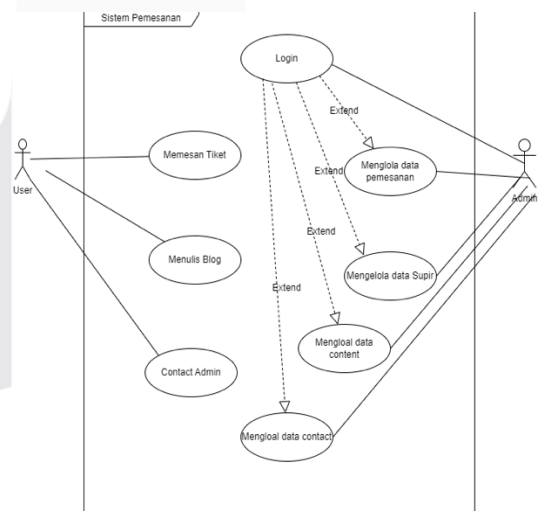 Sistem Pemesanan
Login
Extend
Memesan Tiket
Menglola data
pemesanan
User
Extend
Admin
Extend
Menulis Blog
Mengelola data Supir
Extend
Mengloal data
content
Contact Admin
Mengloal data contact